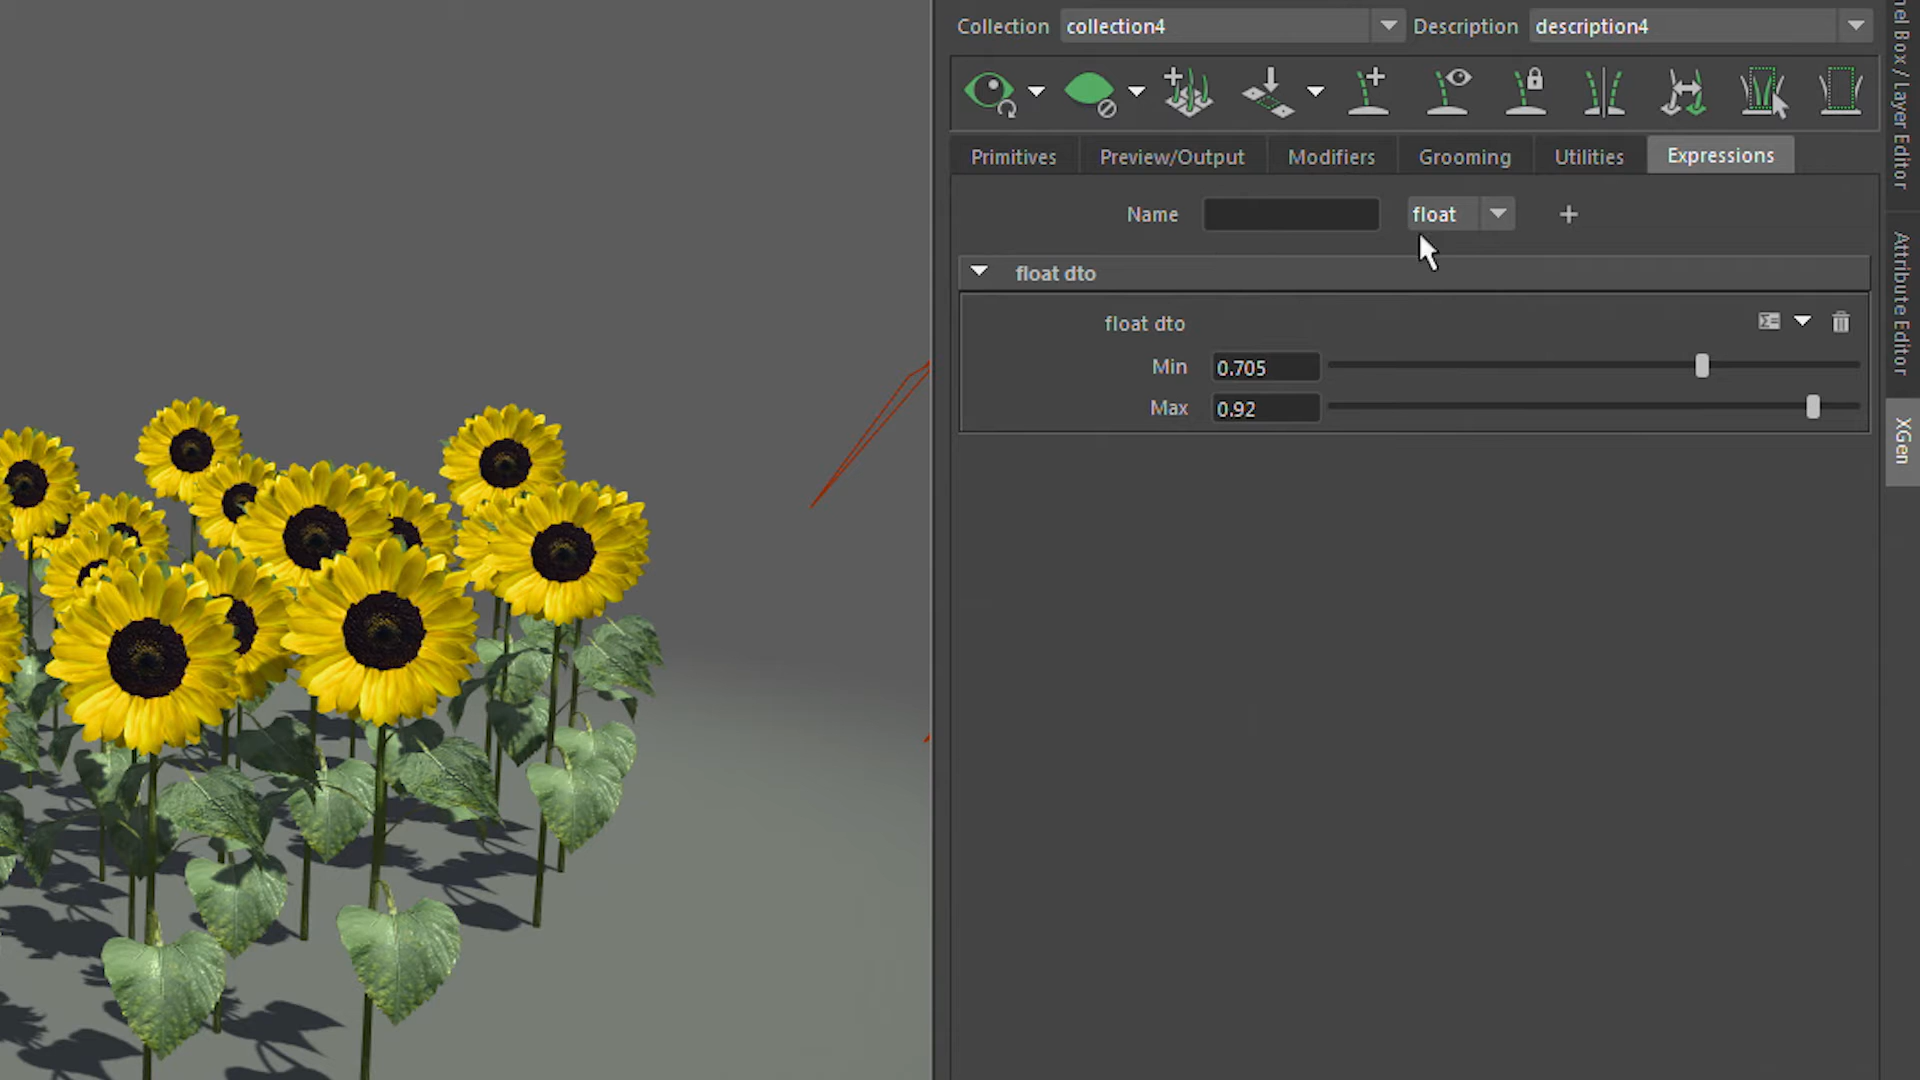 Collection collection4 Description description4
Primitives Preview/Output Modifiers Grooming Utilities Expressions
Name float
float dto
float dto
Min 0.705
Max 0.92
nel Box / Layer Editor
Attribute Editor
XGen